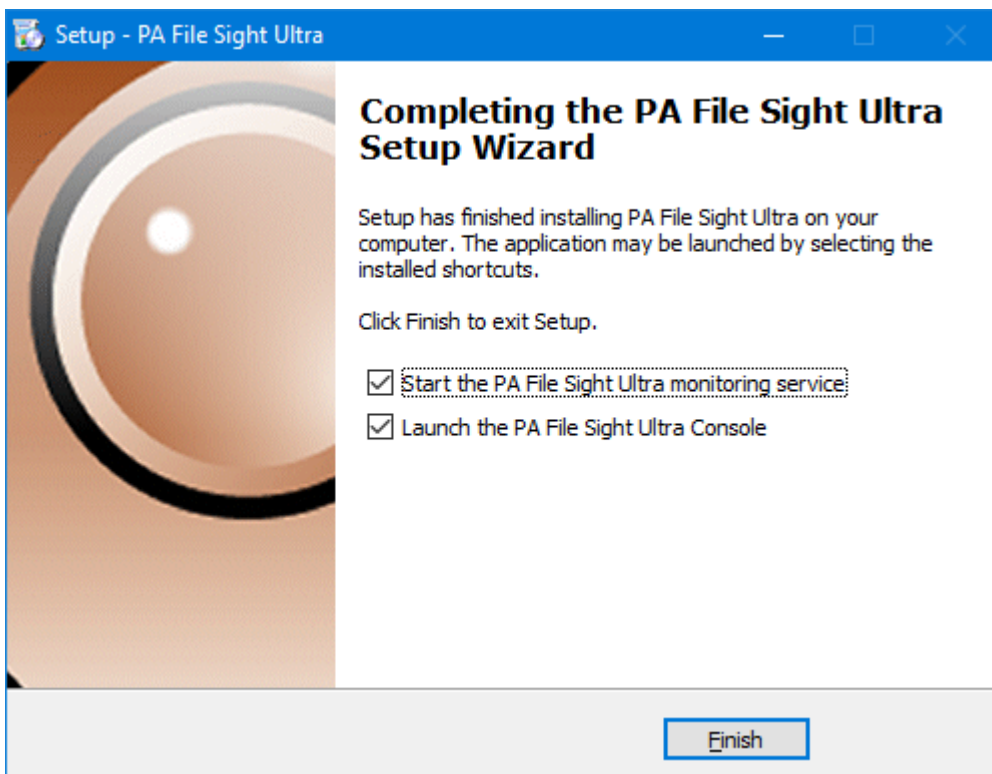 Setup - PA File Sight Ultra
Completing the PA File Sight Ultra
Setup Wizard
Setup has finished installing PA File Sight Ultra on your
computer. The application may be launched by selecting the
installed shortcuts.
Click Finish to exit Setup.
Start the PA File Sight Ultra monitoring service
Launch the PA File Sight Ultra Console
Finish